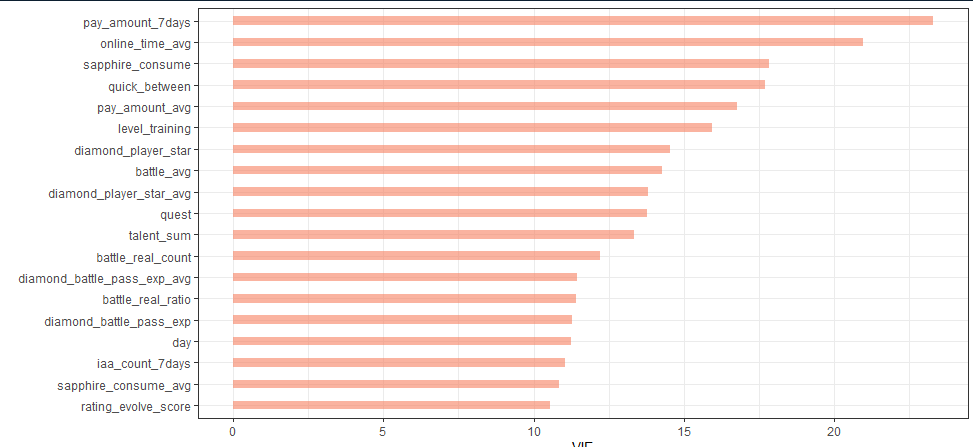 pay_amount_7days
online_time_avg
sapphire_consume
quick_between
pay_amount_avg
level_training
diamond_player_star
battle_avg
diamond_player_star_avg
quest
talent_sum
battle_real_count
diamond_battle_pass_exp_avg
battle_real_ratio
diamond_battle_pass_exp
day
iaa_count_7days
sapphire_consume_avg
rating_evolve_score
0 5 10 15 20
VIF